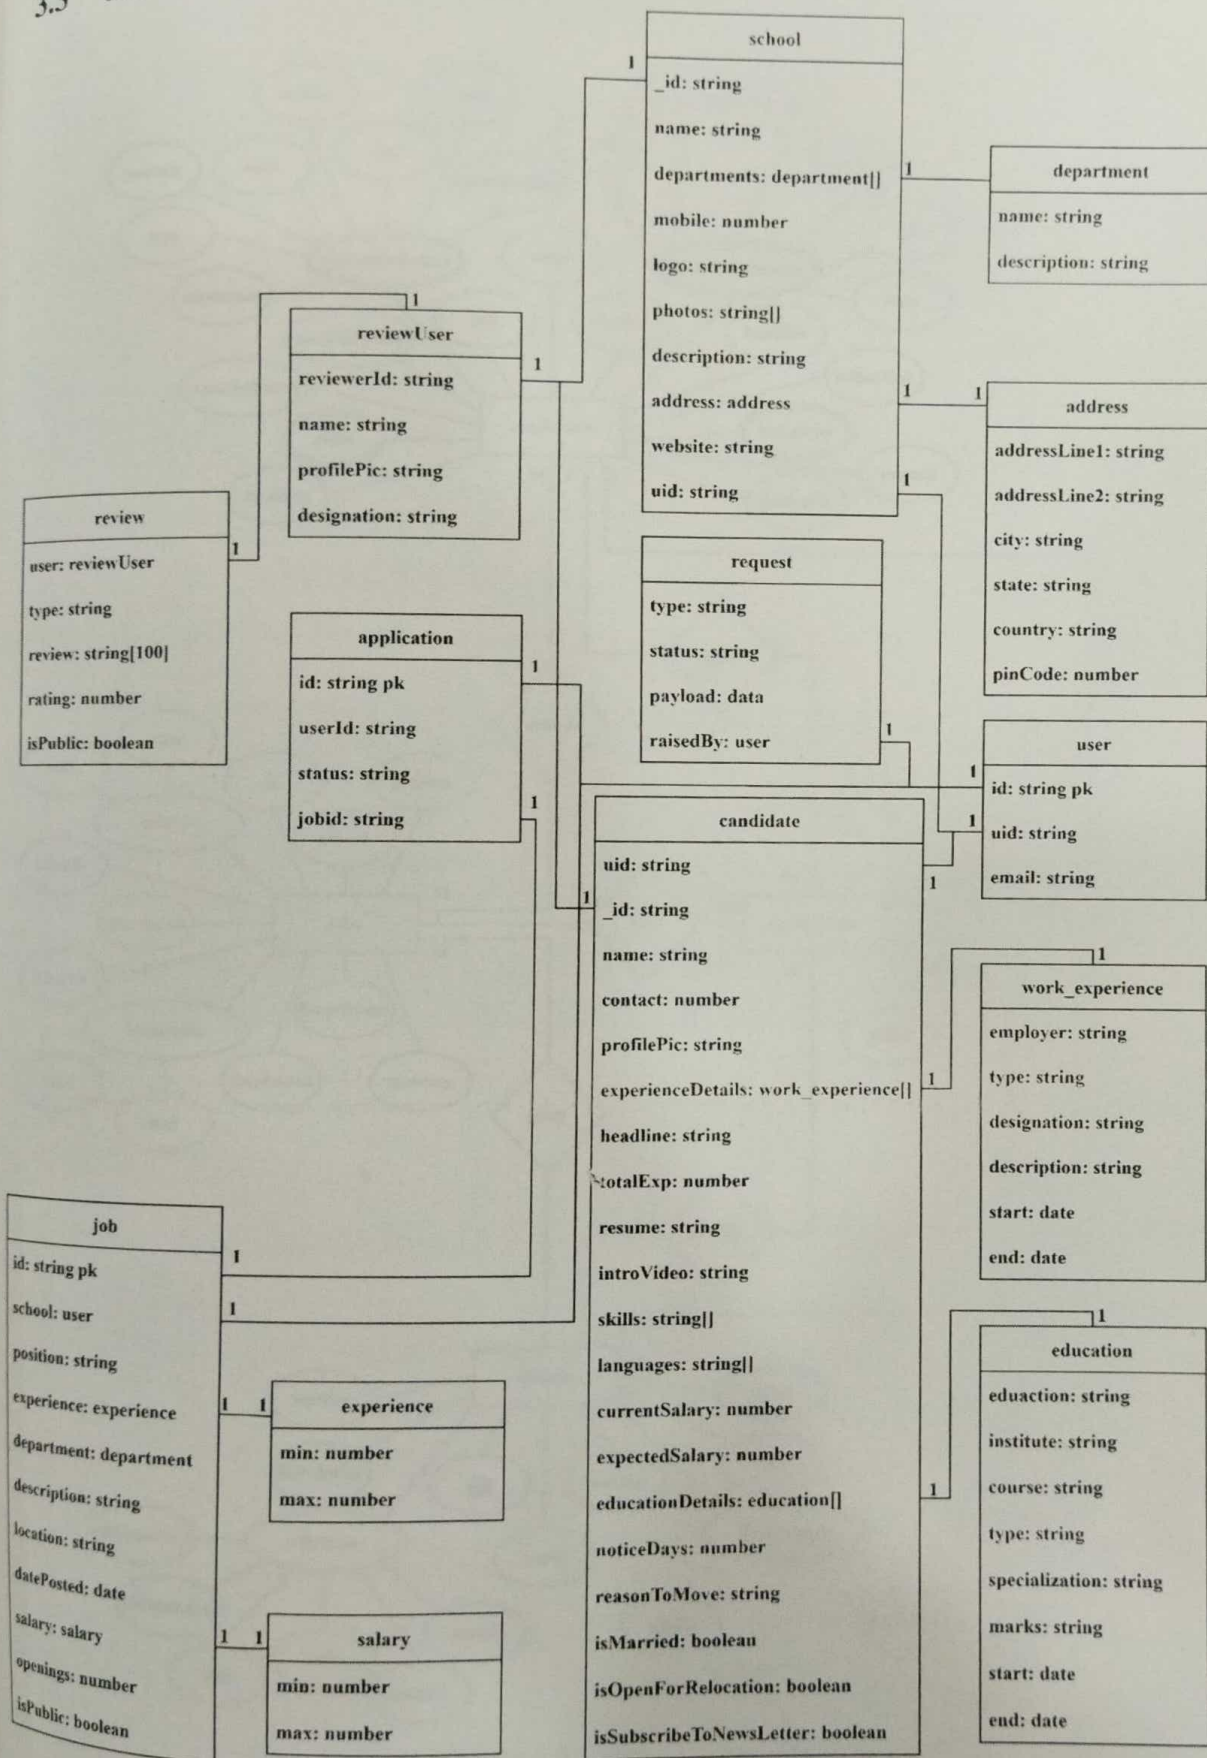 3.3
school
_id: string
name: string
departments: department[]
mobile: number
logo: string
photos: string[]
description: string
address: address
website: string
uid: string
1
1
1
1
department
name: string
description: string
1
address
addressLine1: string
addressLine2: string
city: string
state: string
country: string
pinCode: number
1
reviewUser
reviewerId: string
name: string
profilePic: string
designation: string
1
review
user: reviewUser
type: string
review: string[100]
rating: number
isPublic: boolean
1
request
type: string
status: string
payload: data
raisedBy: user
1
application
id: string pk
userId: string
status: string
jobid: string
1
1
user
id: string pk
uid: string
email: string
1
1
candidate
uid: string
_id: string
name: string
contact: number
profilePic: string
experienceDetails: work_experience[]
headline: string
totalExp: number
resume: string
introVideo: string
skills: string[]
languages: string[]
currentSalary: number
expectedSalary: number
educationDetails: education[]
noticeDays: number
reasonToMove: string
isMarried: boolean
isOpenForRelocation: boolean
isSubscribeToNewsLetter: boolean
1
1
1
1
1
work_experience
employer: string
type: string
designation: string
description: string
start: date
end: date
1
education
eduaction: string
institute: string
course: string
type: string
specialization: string
marks: string
start: date
end: date
job
id: string pk
school: user
position: string
experience: experience
department: department
description: string
location: string
datePosted: date
salary: salary
openings: number
isPublic: boolean
1
1
1 1
experience
min: number
max: number
1 1
salary
min: number
max: number